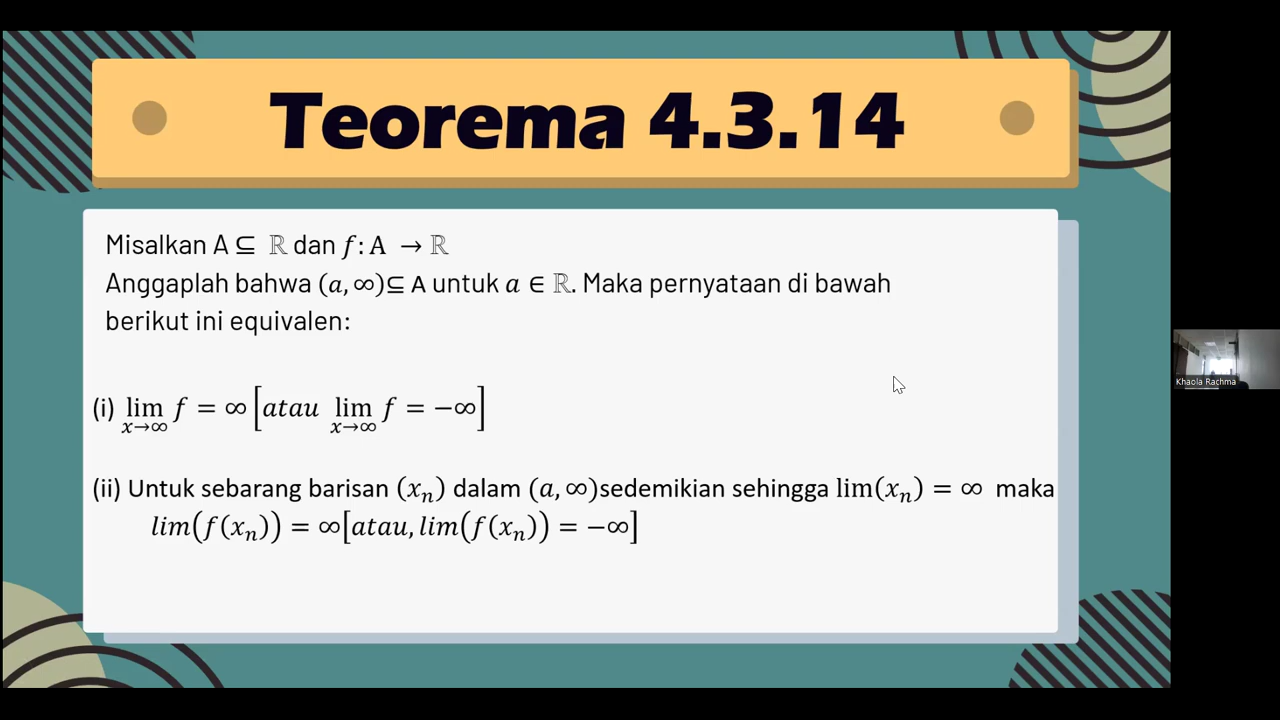 Teorema 4.3.14
Misalkan A ⊆ ℝ dan f: A → ℝ
Anggaplah bahwa (a, ∞)⊆ A untuk a ∈ ℝ. Maka pernyataan di bawah
berikut ini equivalen:
(i) lim x→∞ f = ∞ [atau lim x→∞ f = −∞]
(ii) Untuk sebarang barisan (xₙ) dalam (a, ∞)sedemikian sehingga lim(xₙ) = ∞ maka
lim(f(xₙ)) = ∞[atau, lim(f(xₙ)) = −∞]
Khaola Rachma